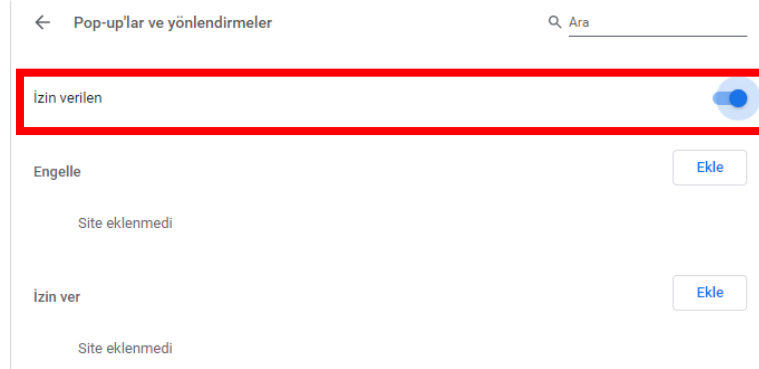 Pop-up'lar ve yönlendirmeler
Ara
İzin verilen
Engelle
Ekle
Site eklenmedi
İzin ver
Ekle
Site eklenmedi